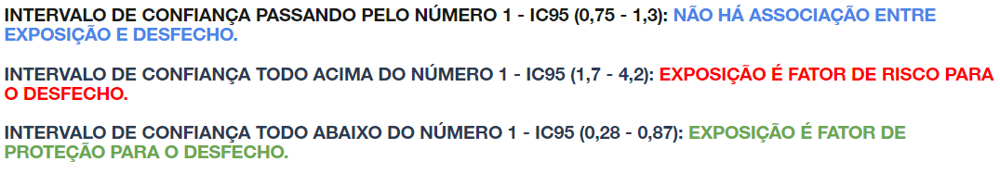 INTERVALO DE CONFIANÇA PASSANDO PELO NÚMERO 1 - IC95 (0,75 - 1,3): NÃO HÁ ASSOCIAÇÃO ENTRE
EXPOSIÇÃO E DESFECHO.
INTERVALO DE CONFIANÇA TODO ACIMA DO NÚMERO 1 - IC95 (1,7 - 4,2): EXPOSIÇÃO É FATOR DE RISCO PARA
O DESFECHO.
INTERVALO DE CONFIANÇA TODO ABAIXO DO NÚMERO 1 - IC95 (0,28 - 0,87): EXPOSIÇÃO É FATOR DE
PROTEÇÃO PARA O DESFECHO.